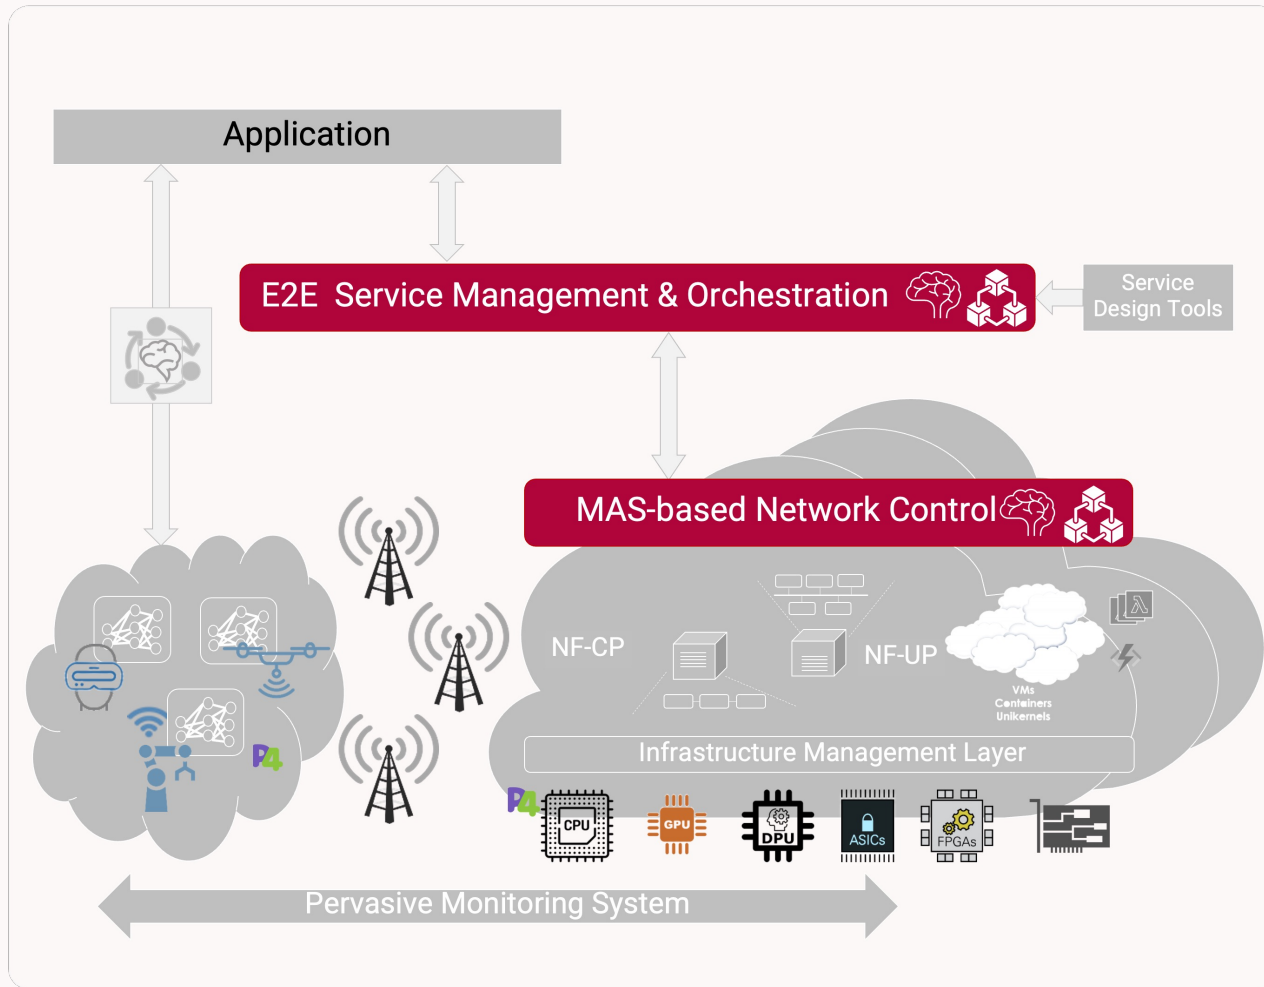 Application
E2E Service Management & Orchestration
Service
Design Tools
MAS-based Network Control
λ
NF-CP
NF-UP
VMs
Containers
Unikernels
Infrastructure Management Layer
P4
P4
CPU
GPU
DPU
ASICs
FPGAs
Pervasive Monitoring System